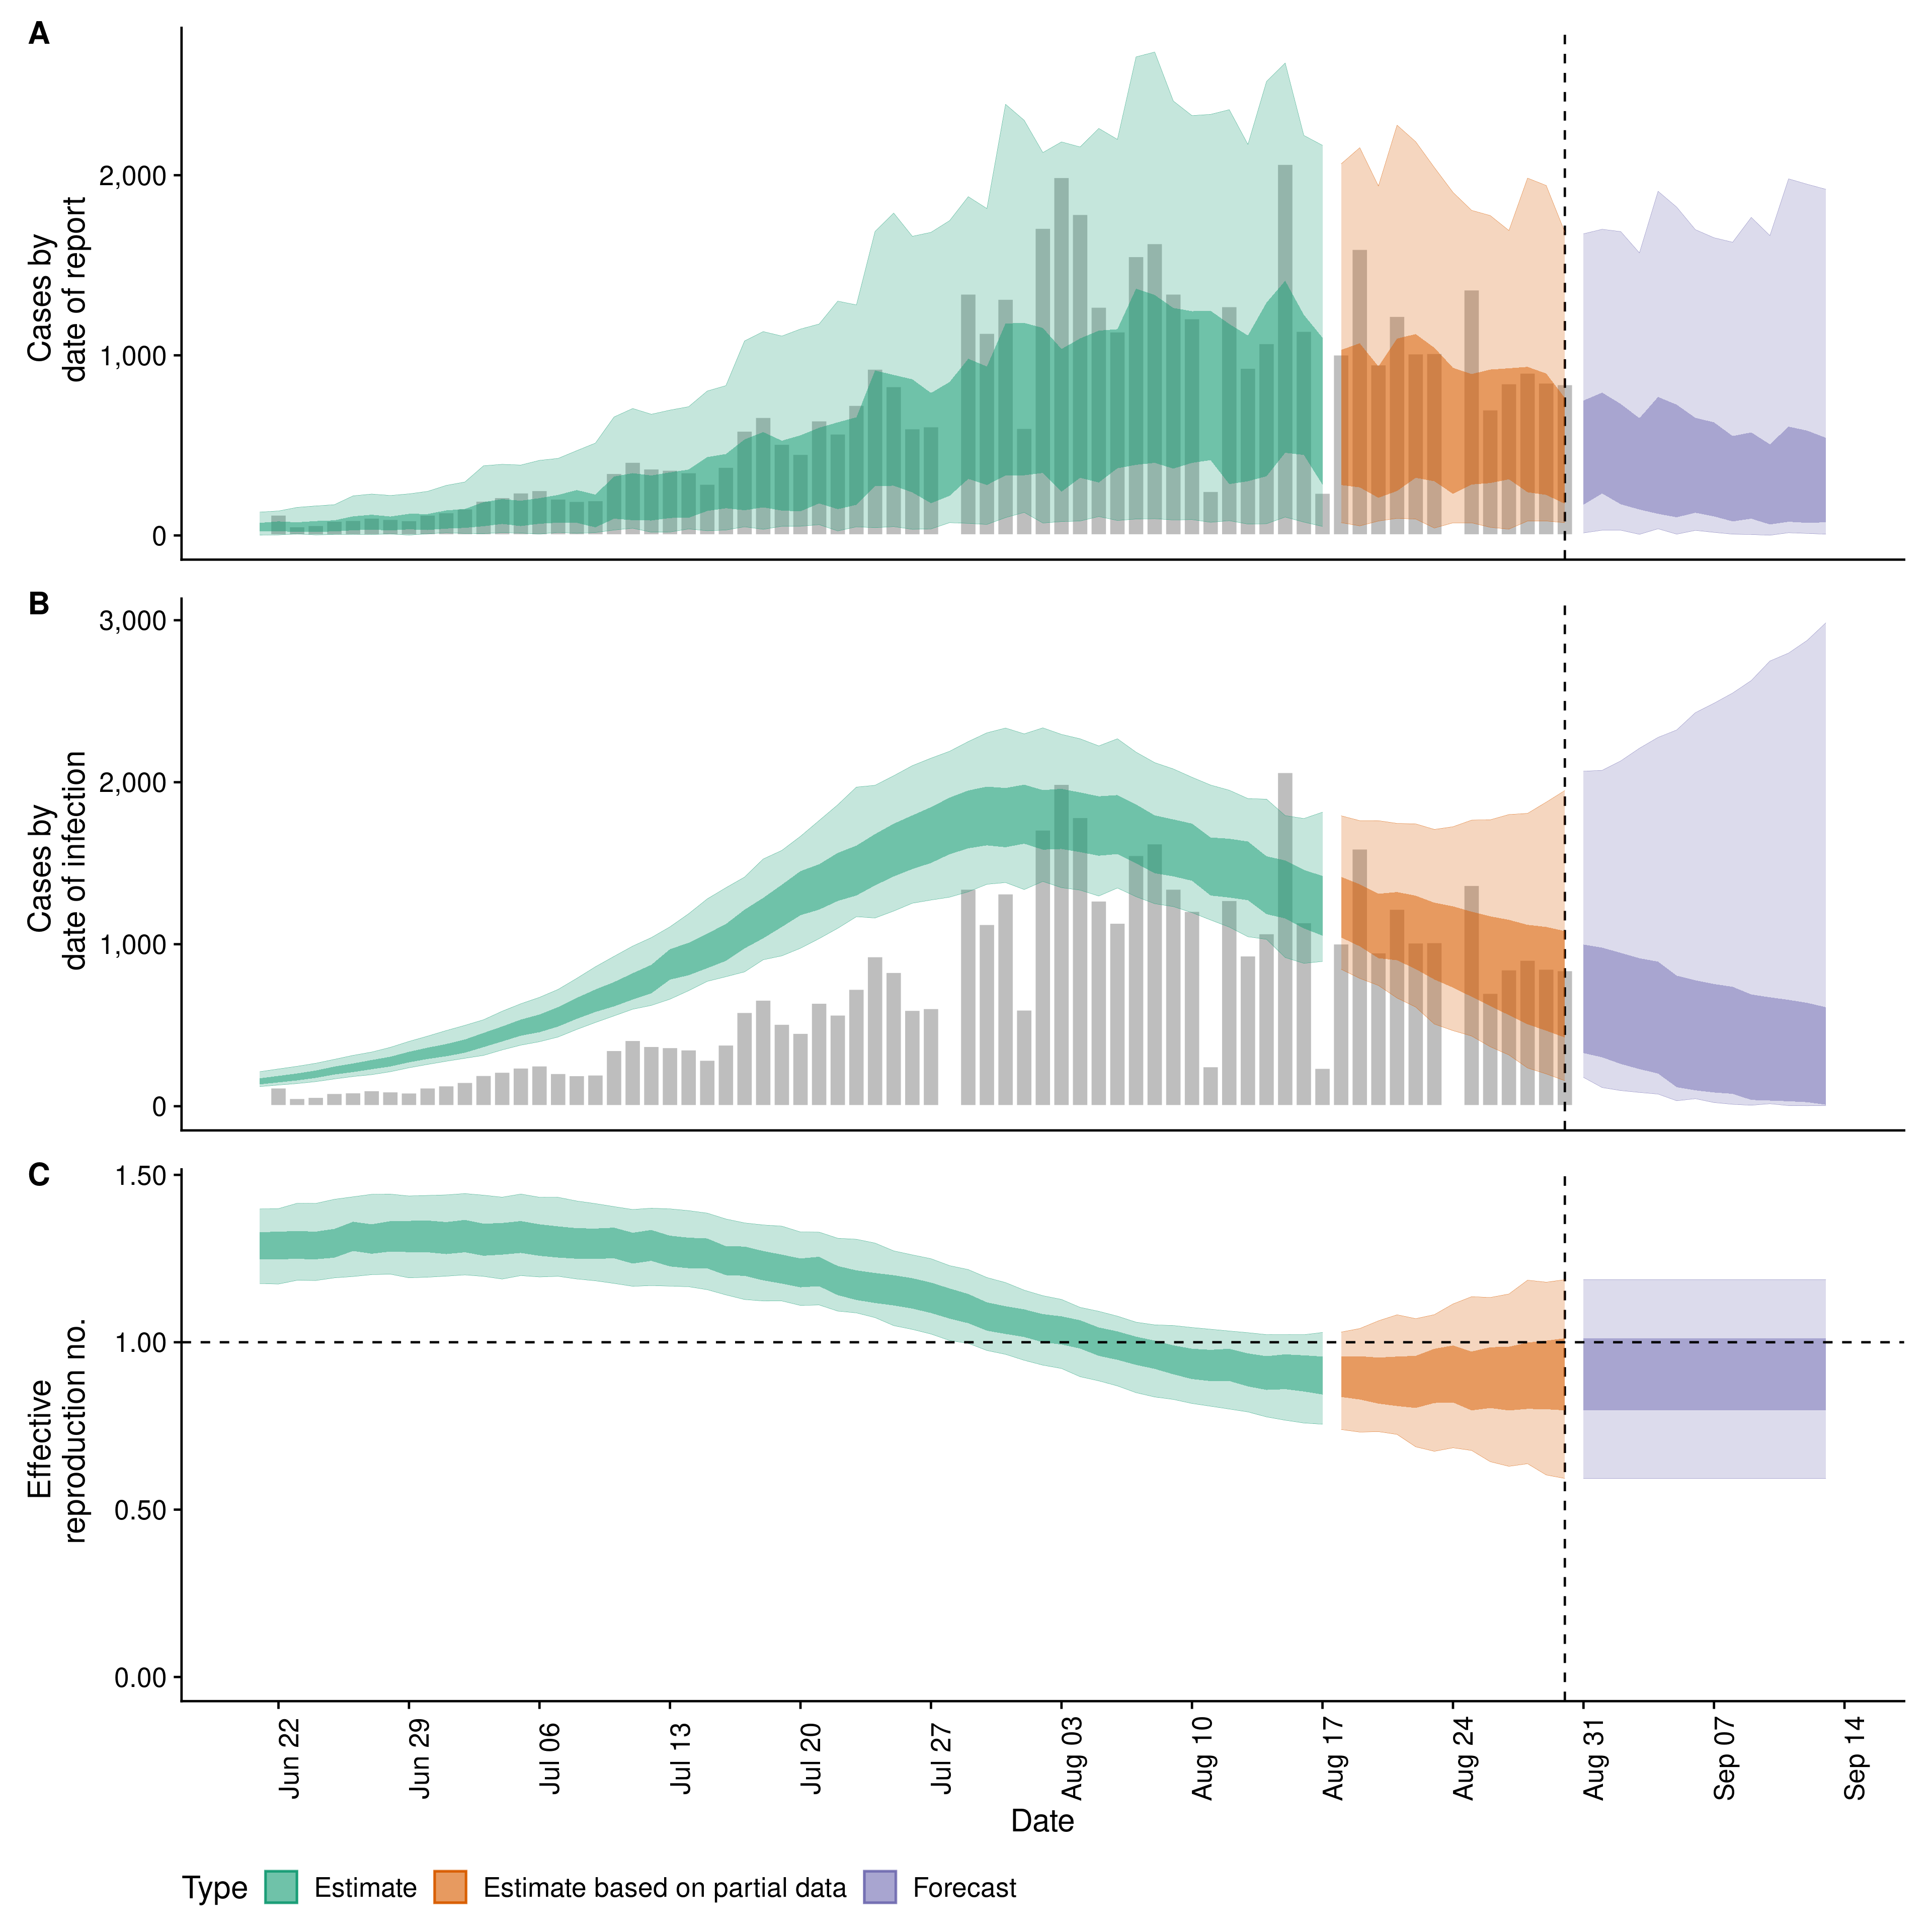 A
Cases by
date of report
2,000
1,000
0
B
Cases by
date of infection
3,000
2,000
1,000
0
C
Effective
reproduction no.
1.50
1.00
0.50
0.00
Jun 22
Jun 29
Jul 06
Jul 13
Jul 20
Jul 27
Aug 03
Aug 10
Aug 17
Aug 24
Aug 31
Sep 07
Sep 14
Date
Type Estimate Estimate based on partial data Forecast